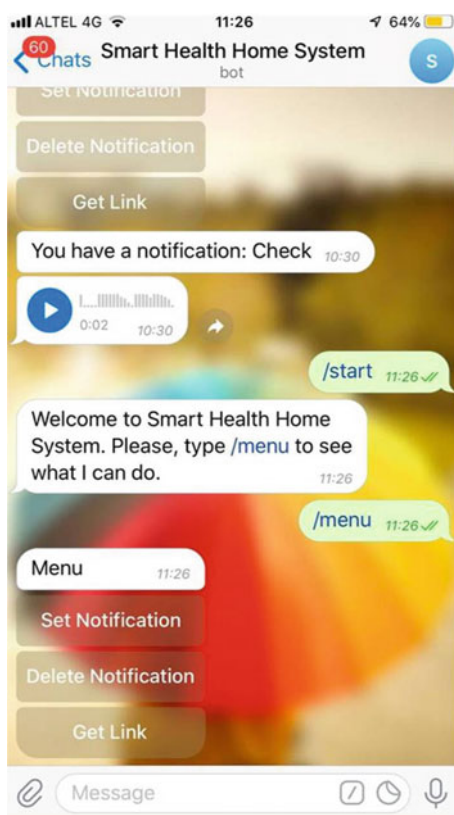 ALTEL 4G 11:26 64%
60
Chats Smart Health Home System
bot
S
Set Notification
Delete Notification
Get Link
You have a notification: Check 10:30
0:02 10:30
/start 11:26
Welcome to Smart Health Home
System. Please, type /menu to see
what I can do.
11:26
/menu 11:26
Menu 11:26
Set Notification
Delete Notification
Get Link
Message